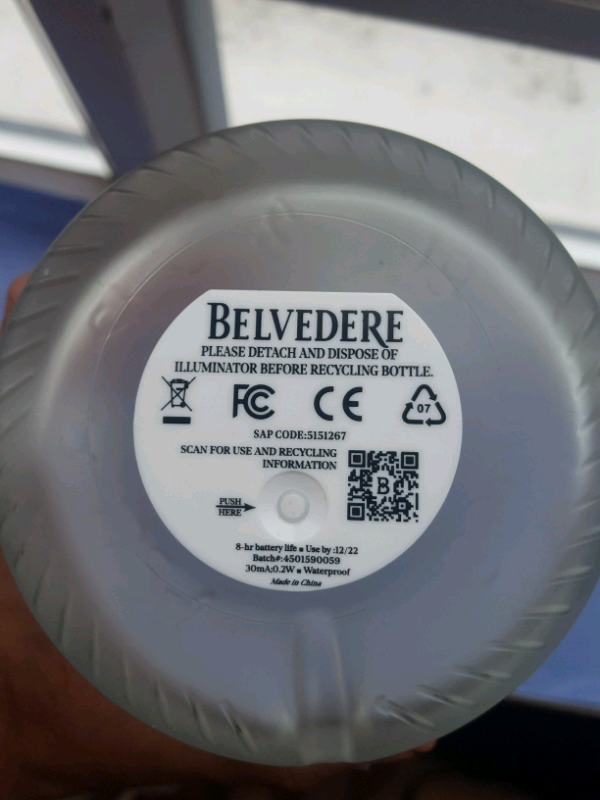 BELVEDERE
PLEASE DETACH AND DISPOSE OF
ILLUMINATOR BEFORE RECYCLING BOTTLE.
FC CE 07
SAP CODE:5151267
SCAN FOR USE AND RECYCLING
INFORMATION
B
PUSH
HERE
8-hr battery life ■ Use by :12/22
Batch#:4501590059
30mA;0.2W ■ Waterproof
Made in China